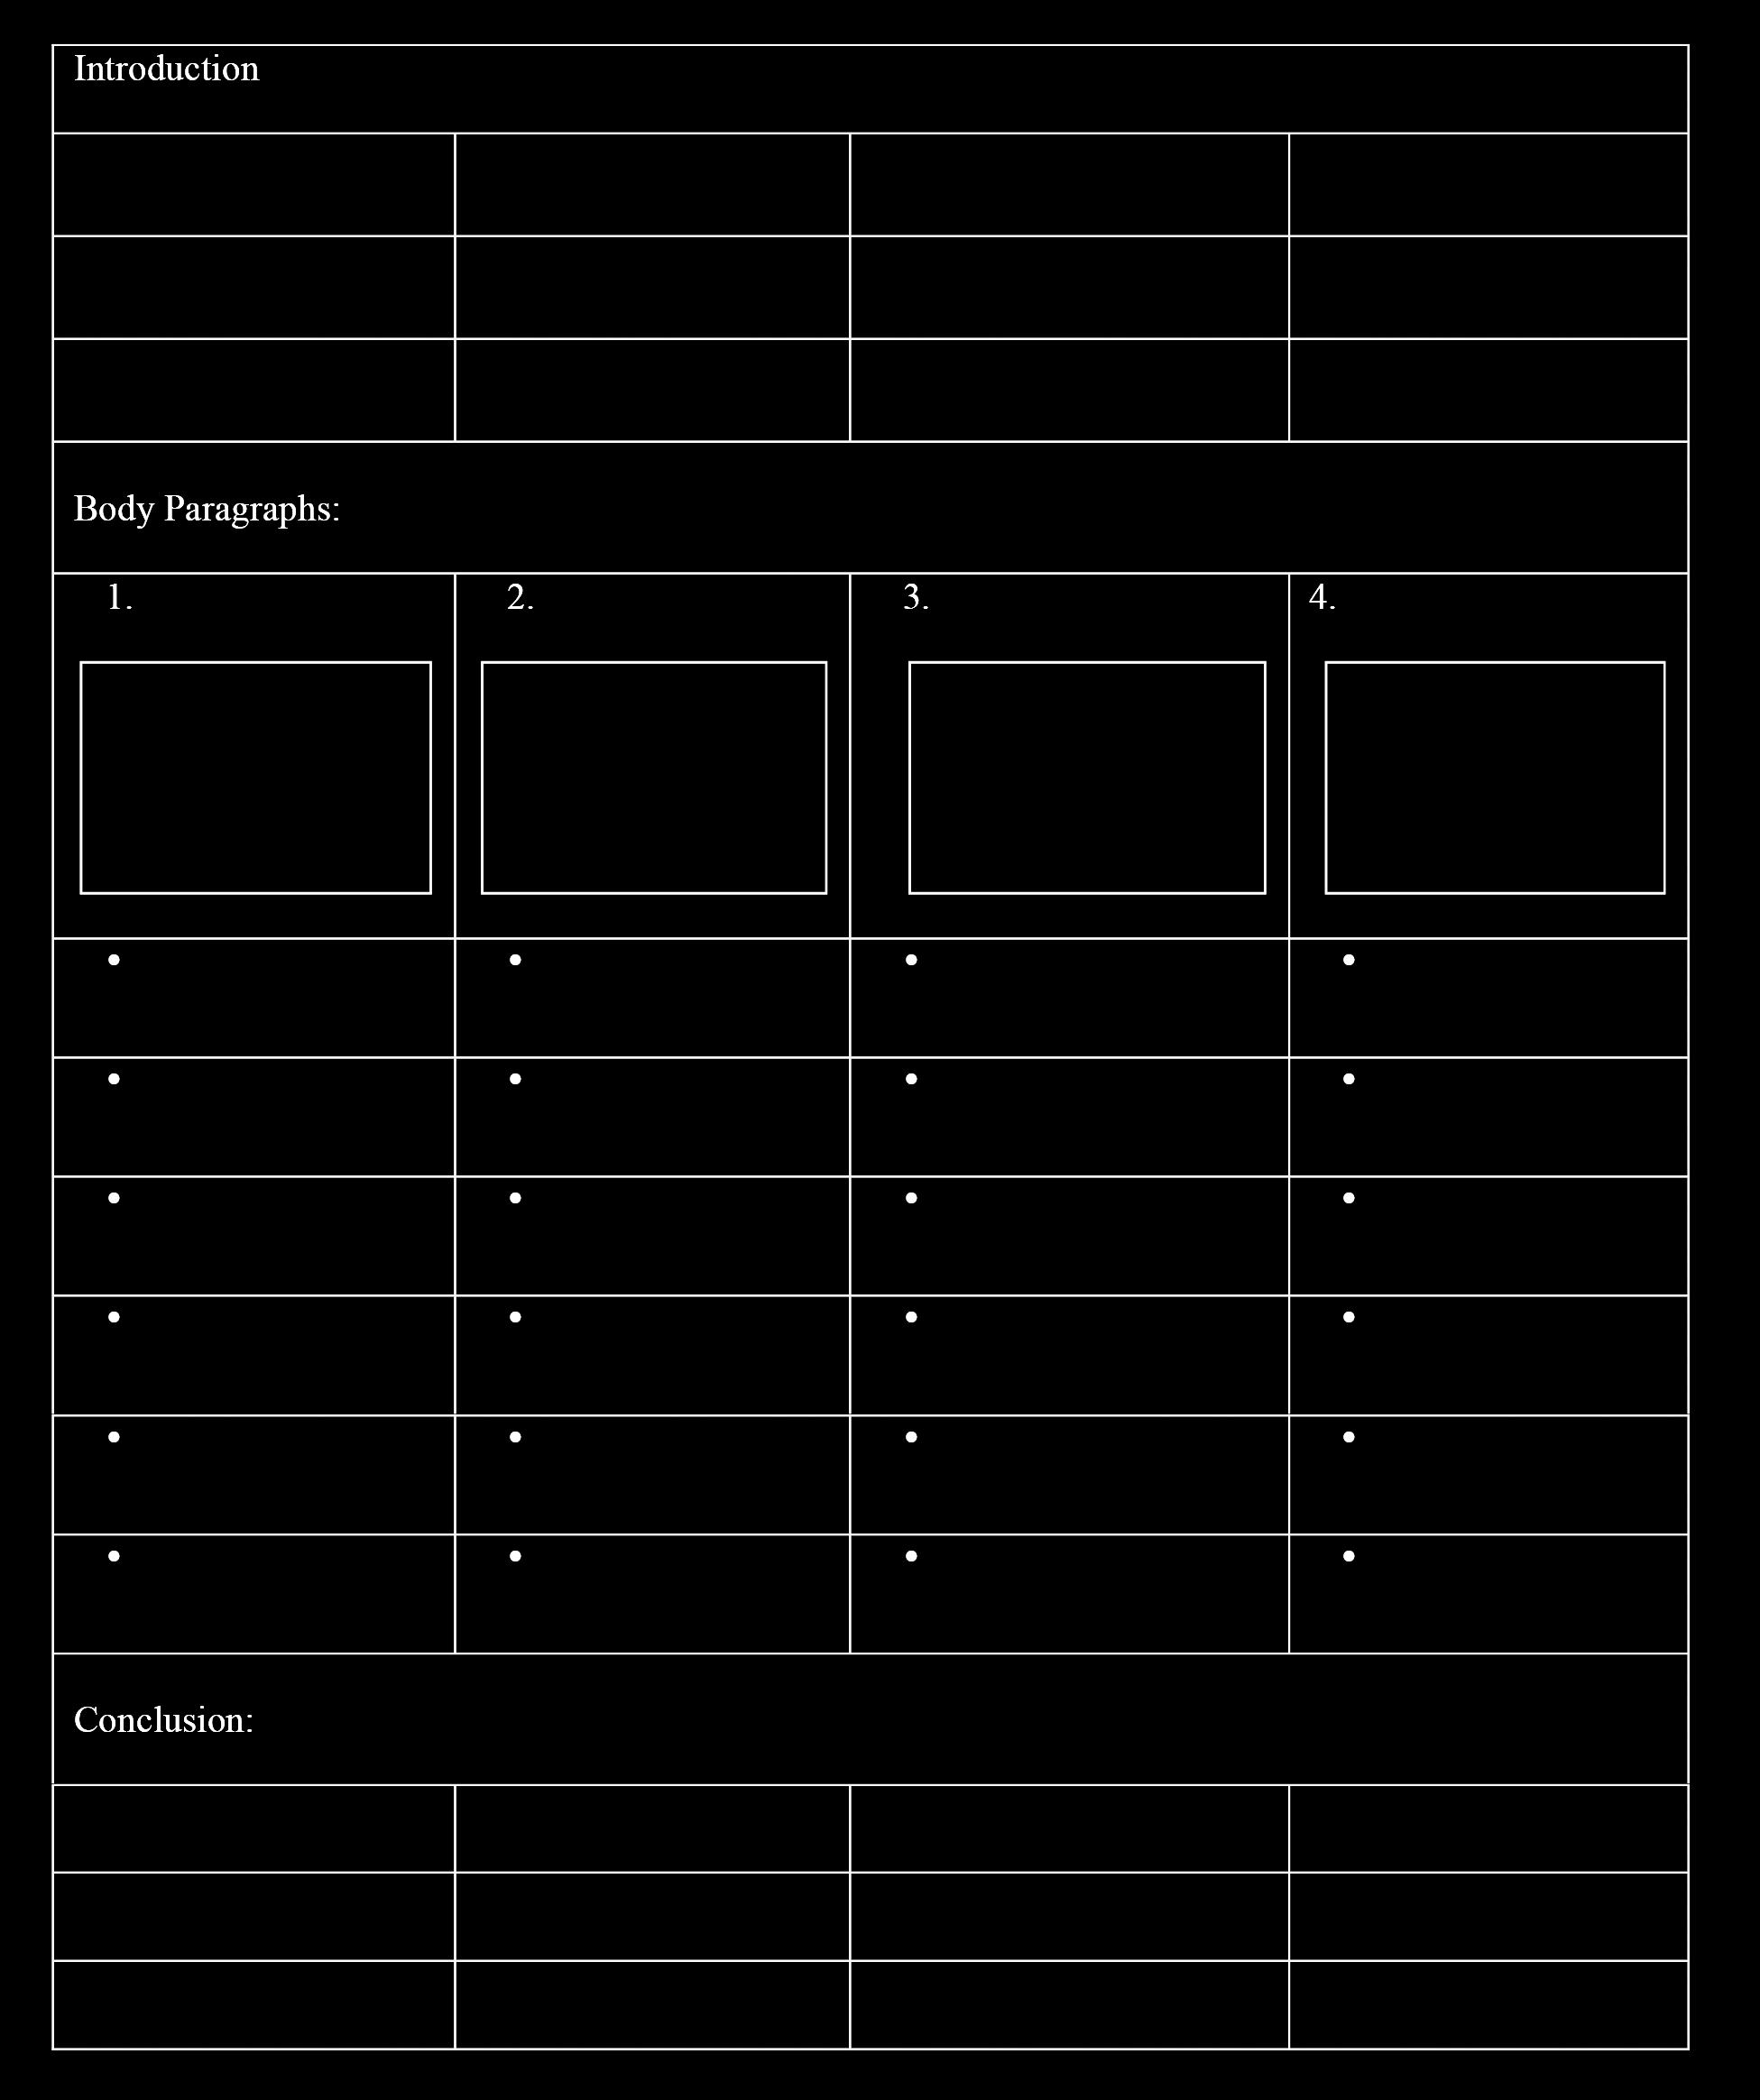 Introduction
Body Paragraphs:
1. 2. 3. 4.
• • • •
• • • •
• • • •
• • • •
• • • •
• • • •
Conclusion: